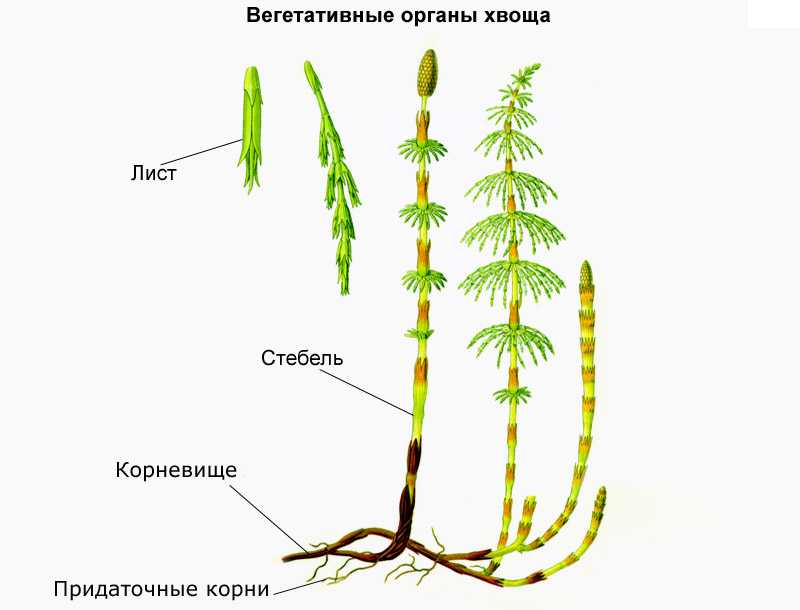 Вегетативные органы хвоща
Лист
Стебель
Корневище
Придаточные корни